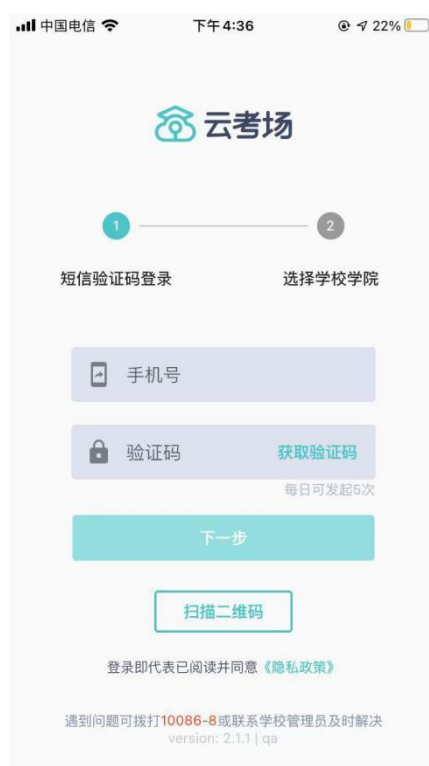 中国电信 下午4:36 22%
云考场
1 2
短信验证码登录 选择学校学院
手机号
验证码 获取验证码
每日可发起5次
下一步
扫描二维码
登录即代表已阅读并同意《隐私政策》
遇到问题可拨打10086-8或联系学校管理员及时解决
version: 2.1.1 | qa